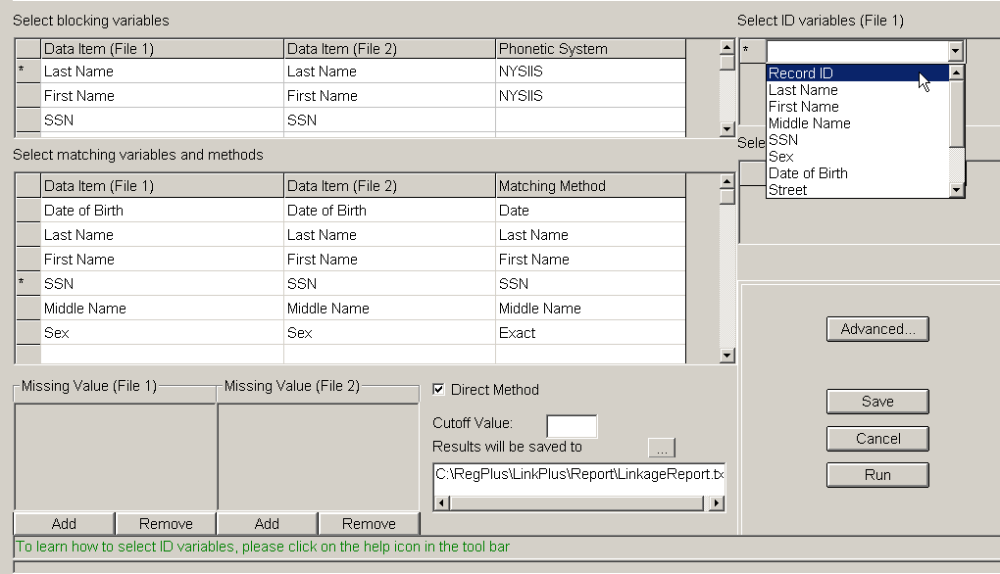 Select blocking variables
Select ID variables (File 1)
Data Item (File 1) Data Item (File 2) Phonetic System
* Last Name Last Name NYSIIS
First Name First Name NYSIIS
SSN SSN
*
Record ID
Last Name
First Name
Middle Name
SSN
Sex
Date of Birth
Street
Sele
Select matching variables and methods
Data Item (File 1) Data Item (File 2) Matching Method
Date of Birth Date of Birth Date
Last Name Last Name Last Name
First Name First Name First Name
* SSN SSN SSN
Middle Name Middle Name Middle Name
Sex Sex Exact
Advanced...
Save
Cancel
Run
Missing Value (File 1) Missing Value (File 2)
Add Remove Add Remove
Direct Method
Cutoff Value:
Results will be saved to ...
C:\RegPlus\LinkPlus\Report\LinkageReport.tx
To learn how to select ID variables, please click on the help icon in the tool bar